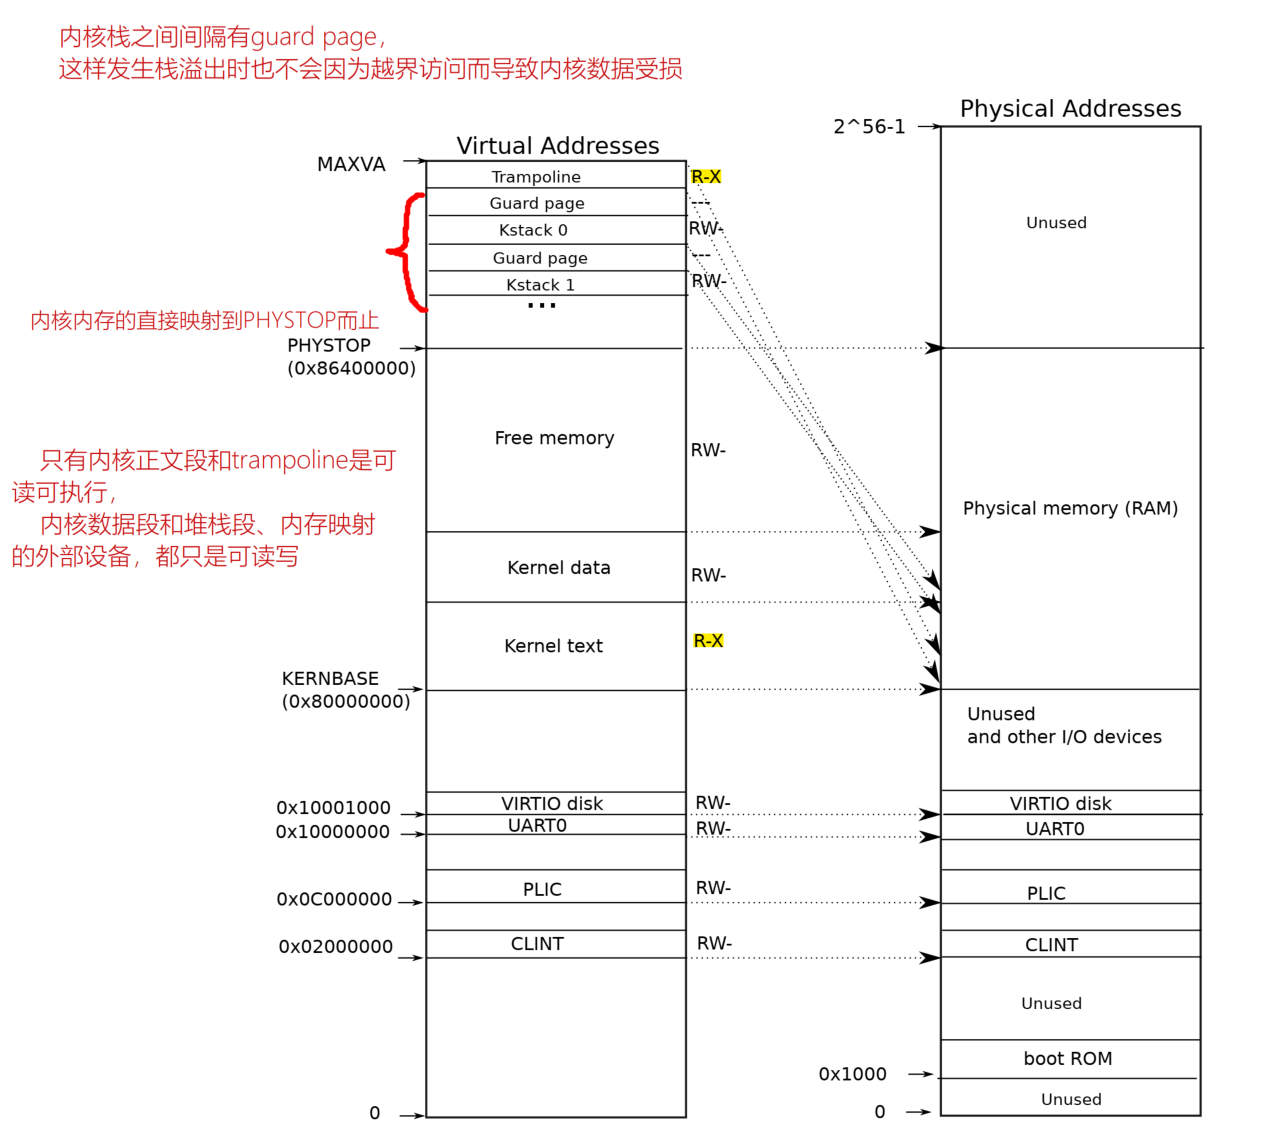 内核栈之间间隔有guard page，
这样发生栈溢出时也不会因为越界访问而导致内核数据受损
Physical Addresses
2^56-1
Virtual Addresses
MAXVA
Trampoline
R-X
Guard page
---
Kstack 0
RW-
Guard page
---
Kstack 1
RW-
...
Unused
内核内存的直接映射到PHYSTOP而止
PHYSTOP
(0x86400000)
Free memory
RW-
只有内核正文段和trampoline是可
读可执行，
内核数据段和堆栈段、内存映射
的外部设备，都只是可读写
Physical memory (RAM)
Kernel data
RW-
Kernel text
R-X
KERNBASE
(0x80000000)
Unused
and other I/O devices
0x10001000
VIRTIO disk
RW-
VIRTIO disk
0x10000000
UART0
RW-
UART0
0x0C000000
PLIC
RW-
PLIC
0x02000000
CLINT
RW-
CLINT
Unused
boot ROM
0x1000
Unused
0
0